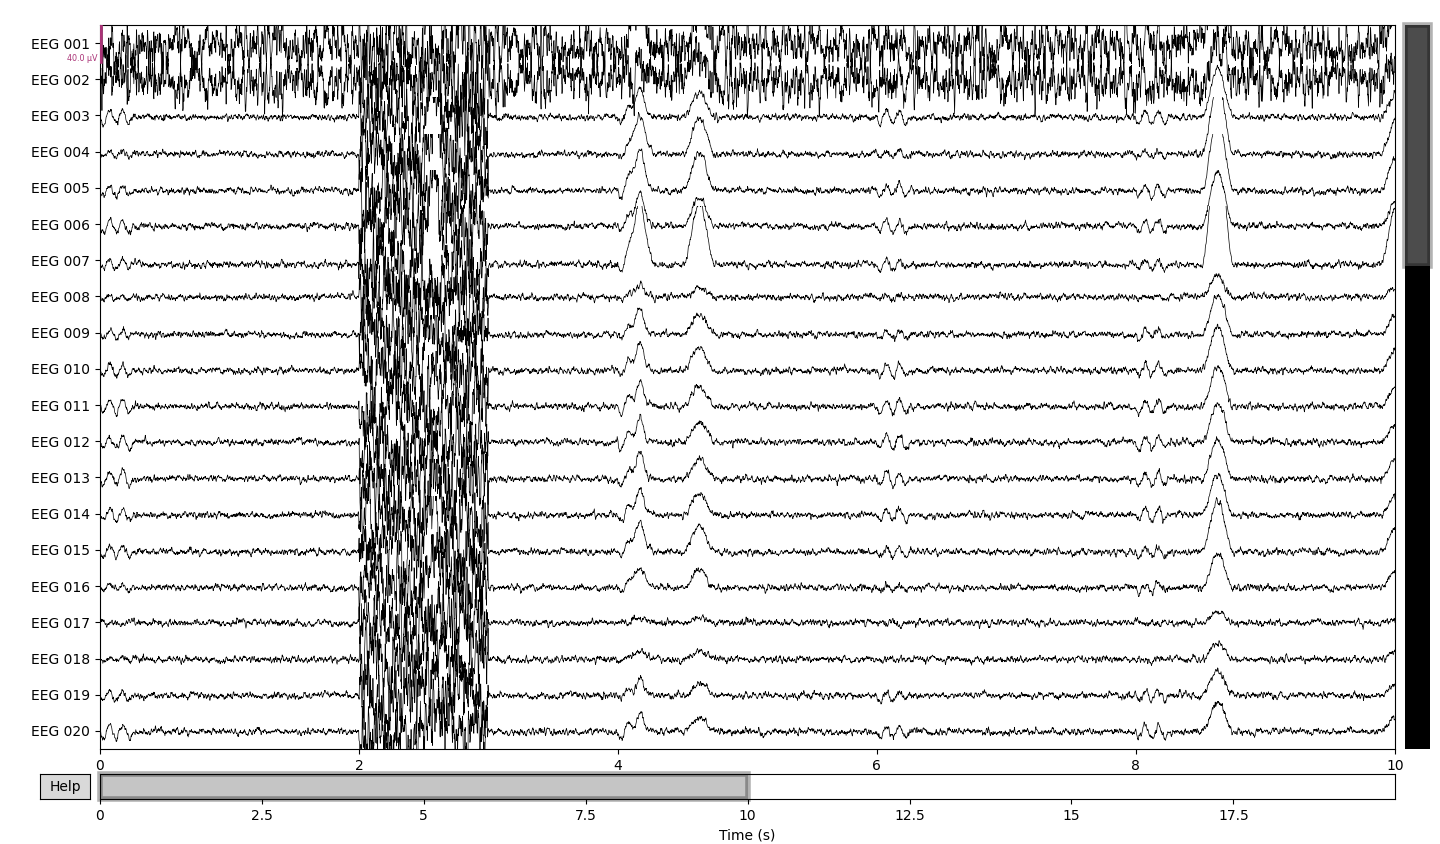 EEG 001
40.0 µV
EEG 002
EEG 003
EEG 004
EEG 005
EEG 006
EEG 007
EEG 008
EEG 009
EEG 010
EEG 011
EEG 012
EEG 013
EEG 014
EEG 015
EEG 016
EEG 017
EEG 018
EEG 019
EEG 020
0 2 4 6 8 10
Help
0 2.5 5 7.5 10 12.5 15 17.5
Time (s)